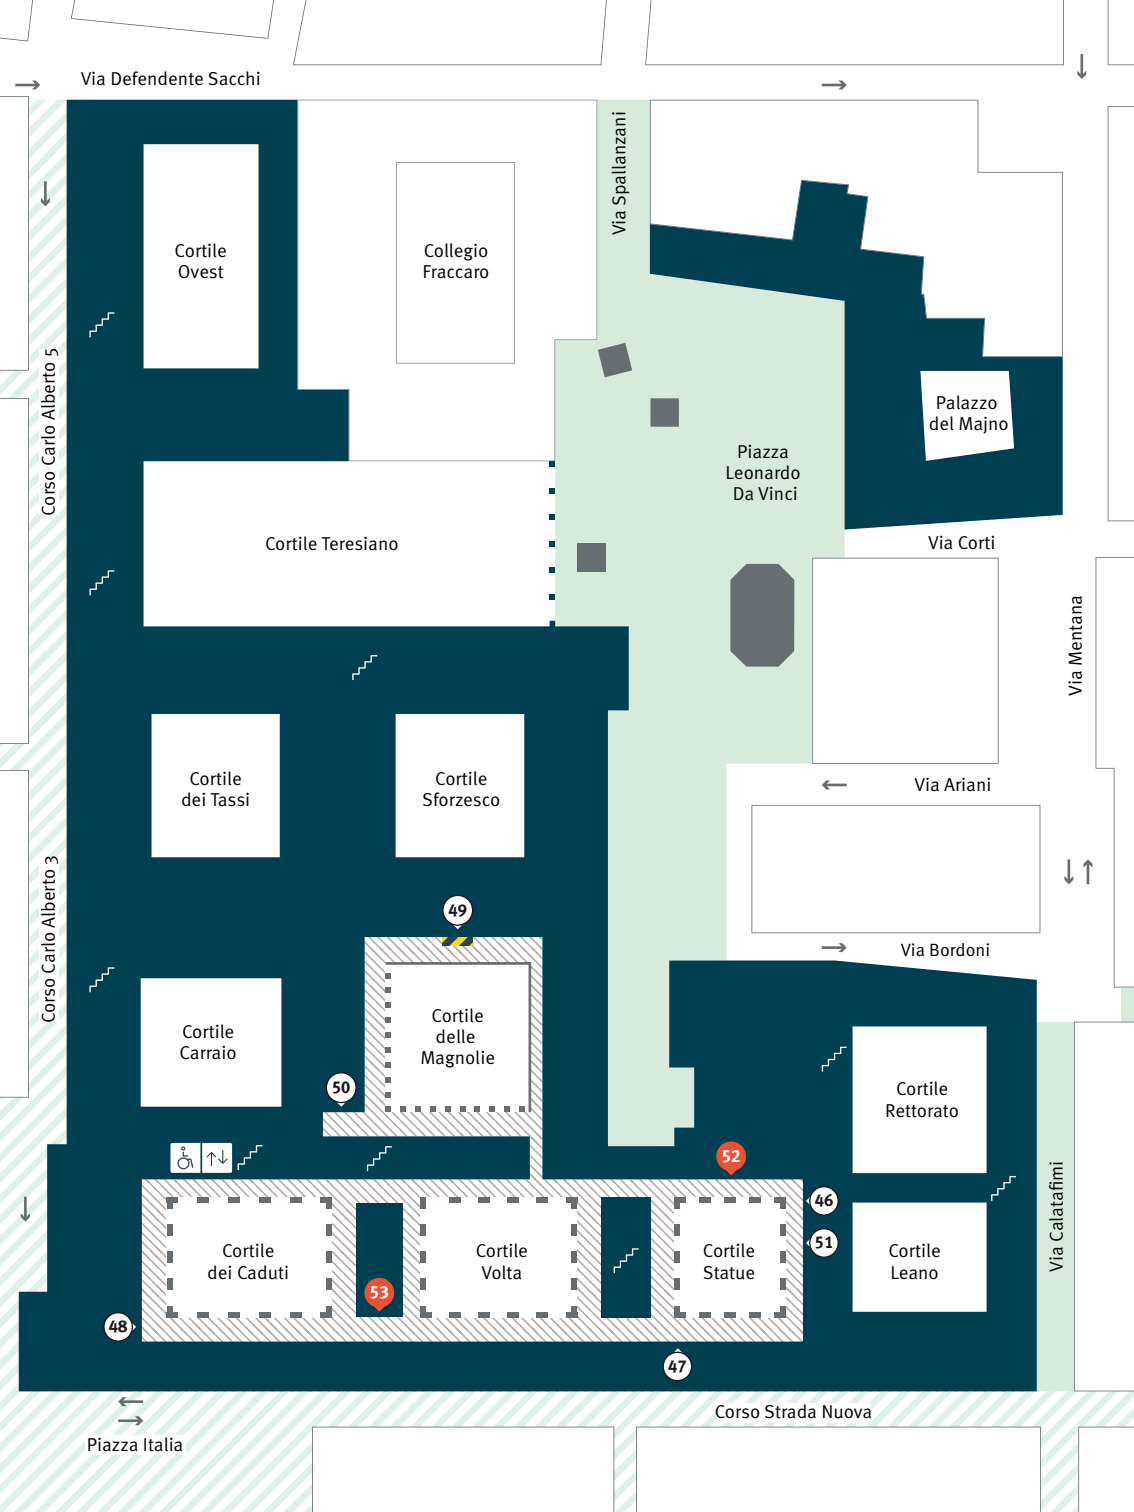 Via Defendente Sacchi
Via Spallanzani
Cortile
Ovest
Collegio
Fraccaro
Corso Carlo Alberto 5
Palazzo
del Majno
Piazza
Leonardo
Da Vinci
Cortile Teresiano
Via Corti
Via Mentana
Cortile
dei Tassi
Cortile
Sforzesco
Via Ariani
Corso Carlo Alberto 3
49
Via Bordoni
Cortile
Carraio
Cortile
delle
Magnolie
50
Cortile
Rettorato
52
46
51
Via Calatafimi
Cortile
dei Caduti
Cortile
Volta
Cortile
Statue
Cortile
Leano
53
48
47
Corso Strada Nuova
Piazza Italia